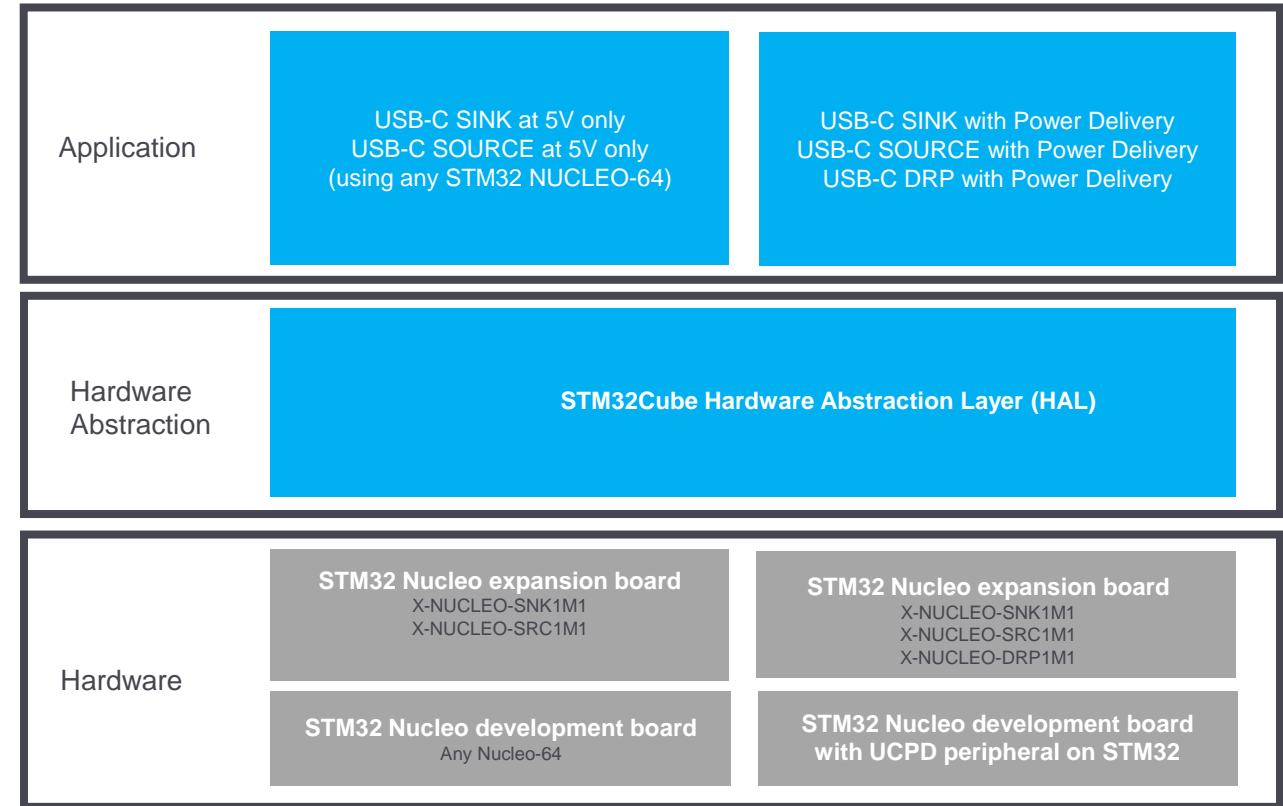 Application
USB-C SINK at 5V only
USB-C SOURCE at 5V only
(using any STM32 NUCLEO-64)
USB-C SINK with Power Delivery
USB-C SOURCE with Power Delivery
USB-C DRP with Power Delivery
Hardware
Abstraction
STM32Cube Hardware Abstraction Layer (HAL)
Hardware
STM32 Nucleo expansion board
X-NUCLEO-SNK1M1
X-NUCLEO-SRC1M1
STM32 Nucleo expansion board
X-NUCLEO-SNK1M1
X-NUCLEO-SRC1M1
X-NUCLEO-DRP1M1
STM32 Nucleo development board
Any Nucleo-64
STM32 Nucleo development board
with UCPD peripheral on STM32